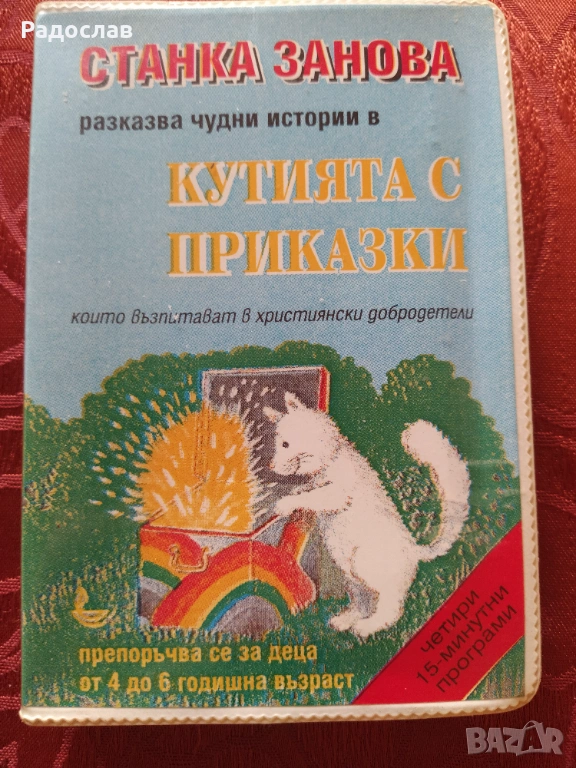 Радослав
СТАНКА ЗАНОВА
разказва чудни истории в
КУТИЯТА С
ПРИКАЗКИ
които възпитават в християнски добродетели
четири
15-минутни
програми
препоръчва се за деца
от 4 до 6 годишна възраст
BAZAR